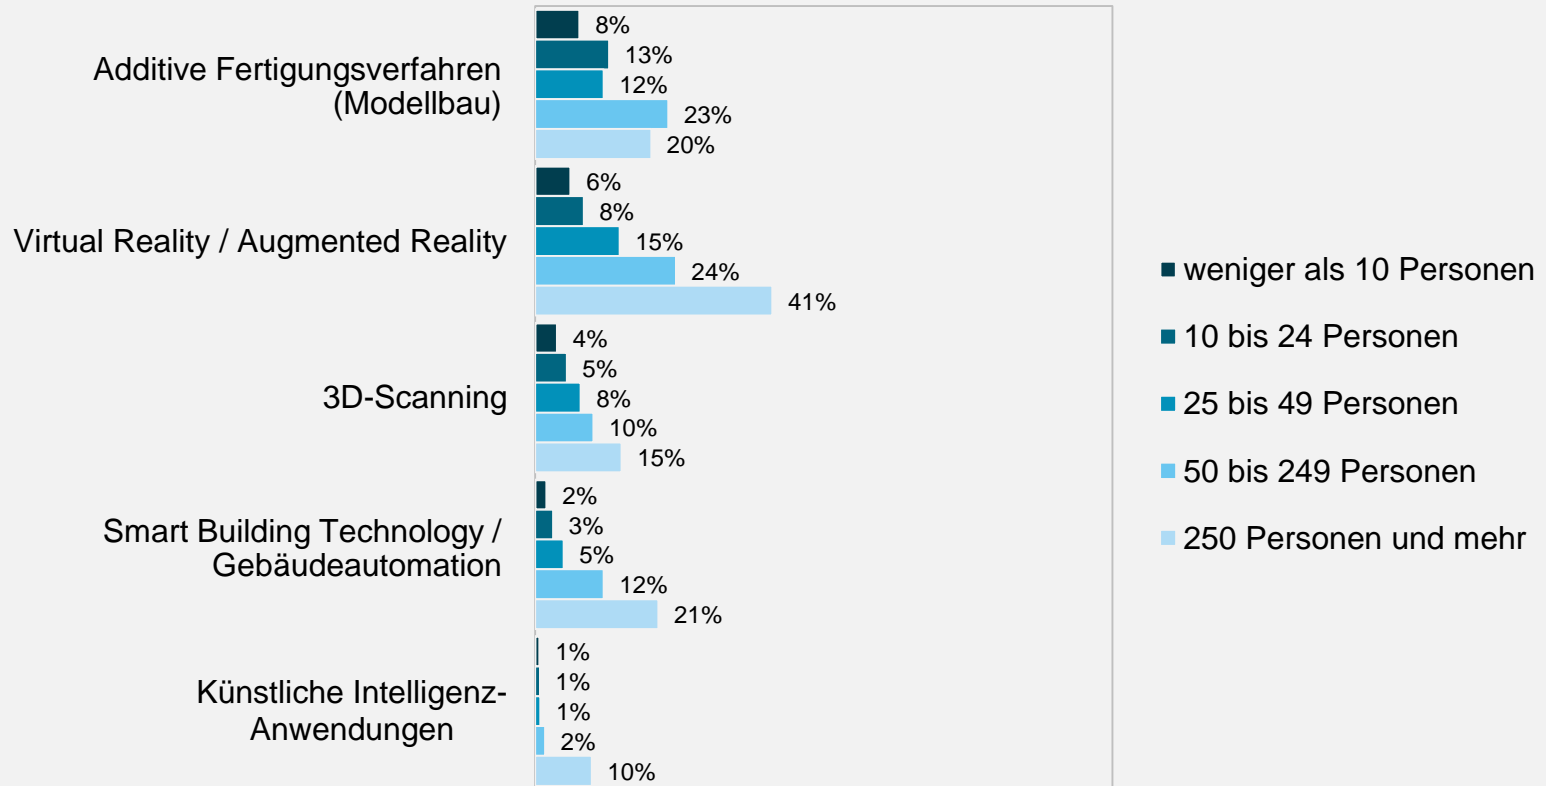 Additive Fertigungsverfahren
(Modellbau)
8%
13%
12%
23%
20%
Virtual Reality / Augmented Reality
6%
8%
15%
24%
41%
3D-Scanning
4%
5%
8%
10%
15%
Smart Building Technology /
Gebäudeautomation
2%
3%
5%
12%
21%
Künstliche Intelligenz-
Anwendungen
1%
1%
1%
2%
10%
weniger als 10 Personen
10 bis 24 Personen
25 bis 49 Personen
50 bis 249 Personen
250 Personen und mehr